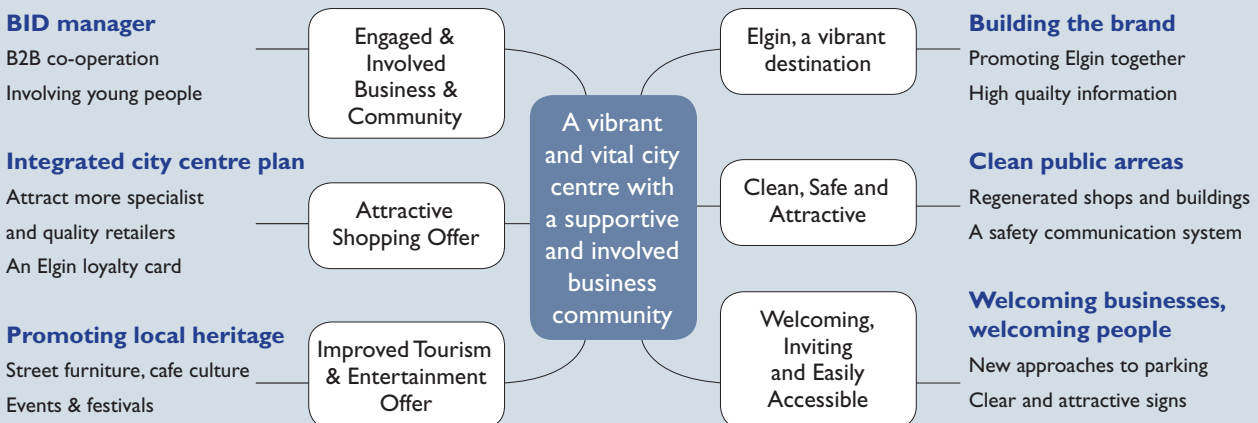 BID manager
B2B co-operation
Involving young people
Engaged &
Involved
Business &
Community
Integrated city centre plan
Attract more specialist
and quality retailers
An Elgin loyalty card
Attractive
Shopping Offer
Promoting local heritage
Street furniture, cafe culture
Events & festivals
Improved Tourism
& Entertainment
Offer
A vibrant
and vital city
centre with
a supportive
and involved
business
community
Elgin, a vibrant
destination
Building the brand
Promoting Elgin together
High quailty information
Clean, Safe and
Attractive
Clean public arreas
Regenerated shops and buildings
A safety communication system
Welcoming,
Inviting
and Easily
Accessible
Welcoming businesses,
welcoming people
New approaches to parking
Clear and attractive signs